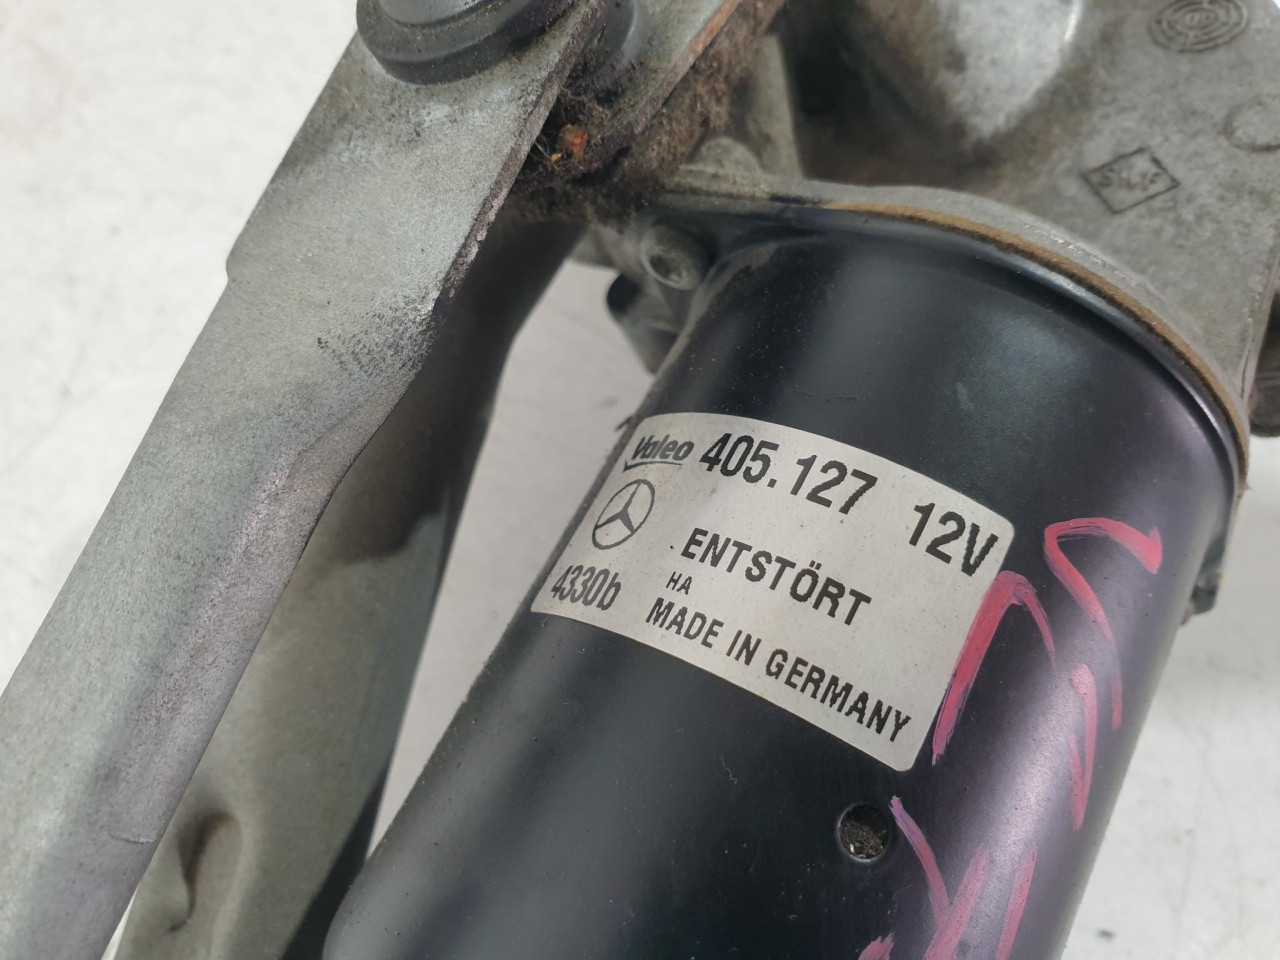 Valeo 405.127 12V
ENTSTÖRT
HA
4330b MADE IN GERMANY